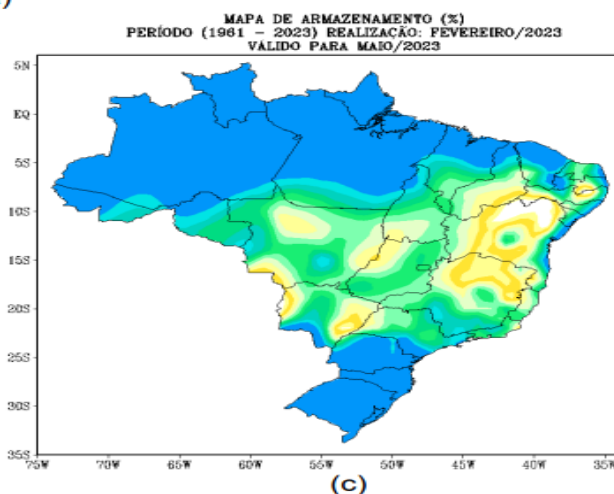 MAPA DE ARMAZENAMENTO (%)
PERÍODO (1961 – 2023) REALIZAÇÃO: FEVEREIRO/2023
VÁLIDO PARA MAIO/2023
5N
EQ
5S
10S
15S
20S
25S
30S
35S
75W 70W 65W 60W 55W 50W 45W 40W 35W
(c)